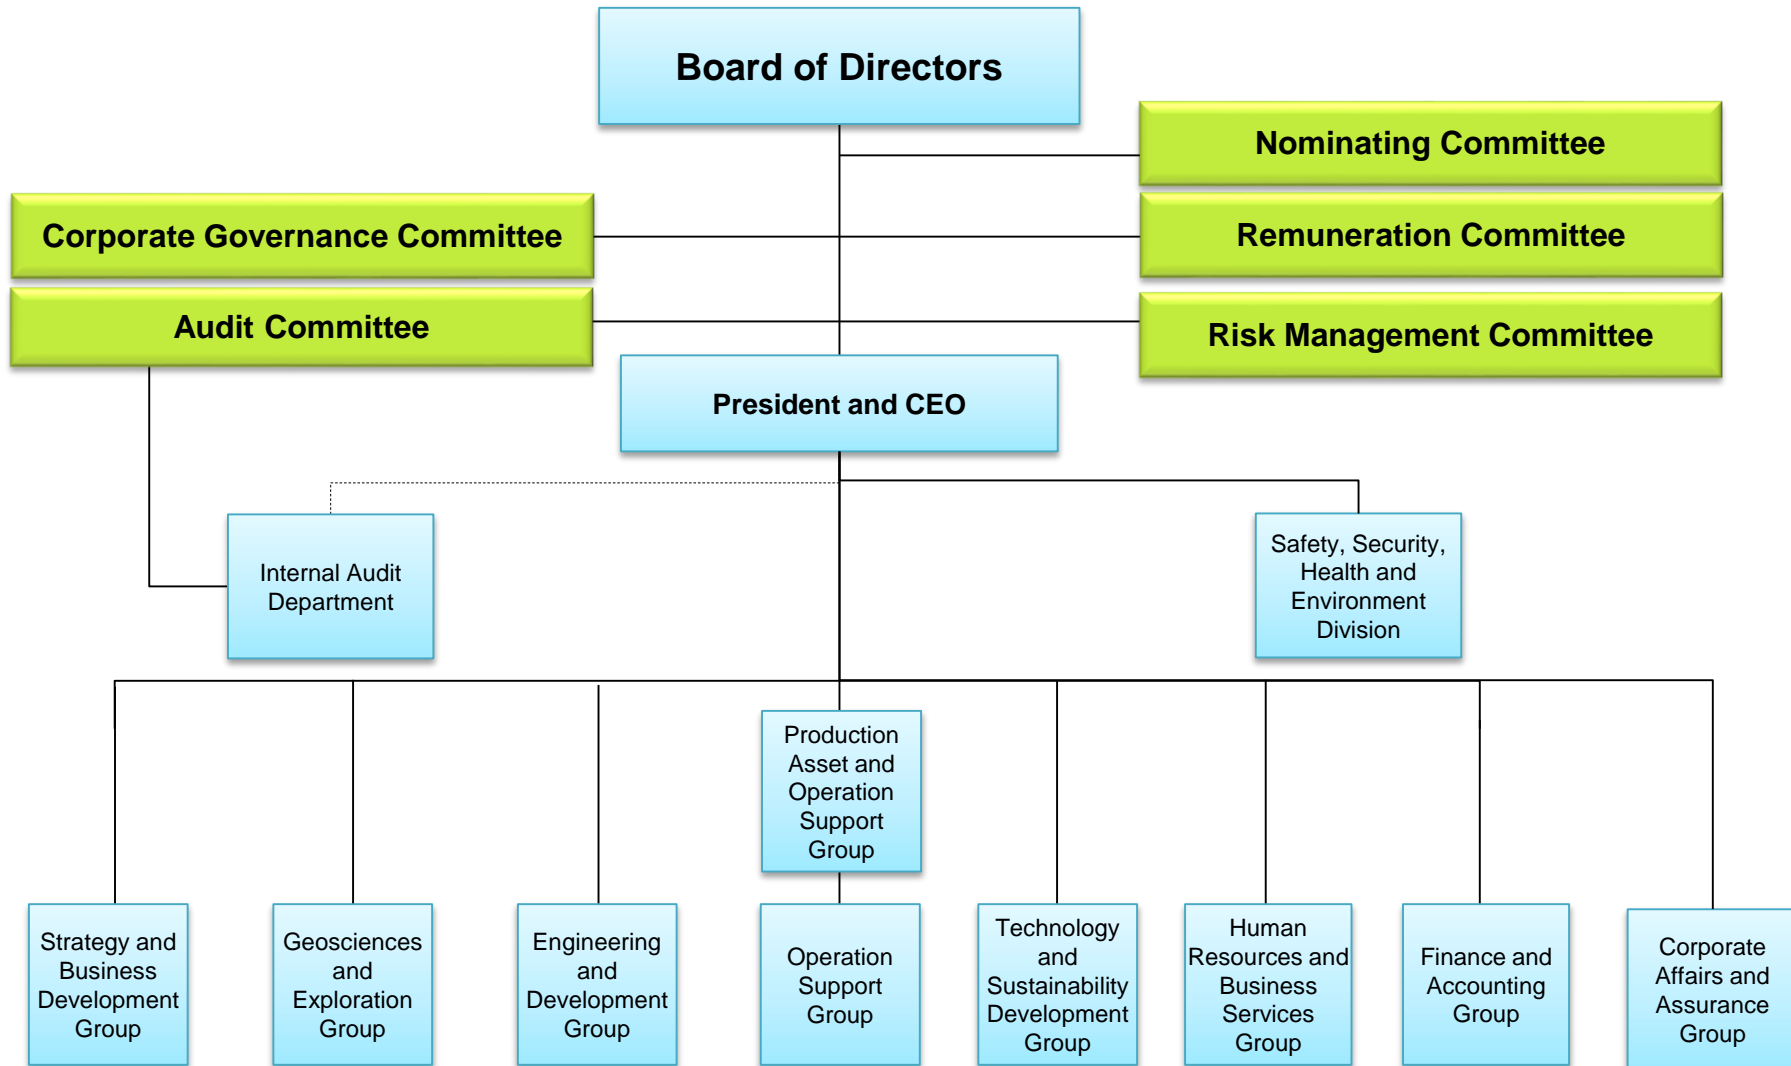 Board of Directors
Nominating Committee
Corporate Governance Committee
Remuneration Committee
Audit Committee
Risk Management Committee
President and CEO
Internal Audit
Department
Safety, Security,
Health and
Environment
Division
Production
Asset and
Operation
Support
Group
Strategy and
Business
Development
Group
Geosciences
and
Exploration
Group
Engineering
and
Development
Group
Operation
Support
Group
Technology
and
Sustainability
Development
Group
Human
Resources and
Business
Services
Group
Finance and
Accounting
Group
Corporate
Affairs and
Assurance
Group